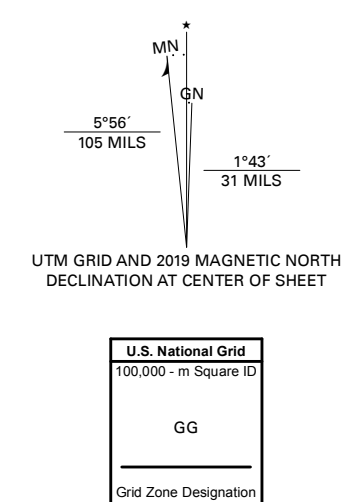 ★
MN
GN
5°56´
105 MILS
1°43´
31 MILS
UTM GRID AND 2019 MAGNETIC NORTH
DECLINATION AT CENTER OF SHEET
U.S. National Grid
100,000 - m Square ID
GG
Grid Zone Designation